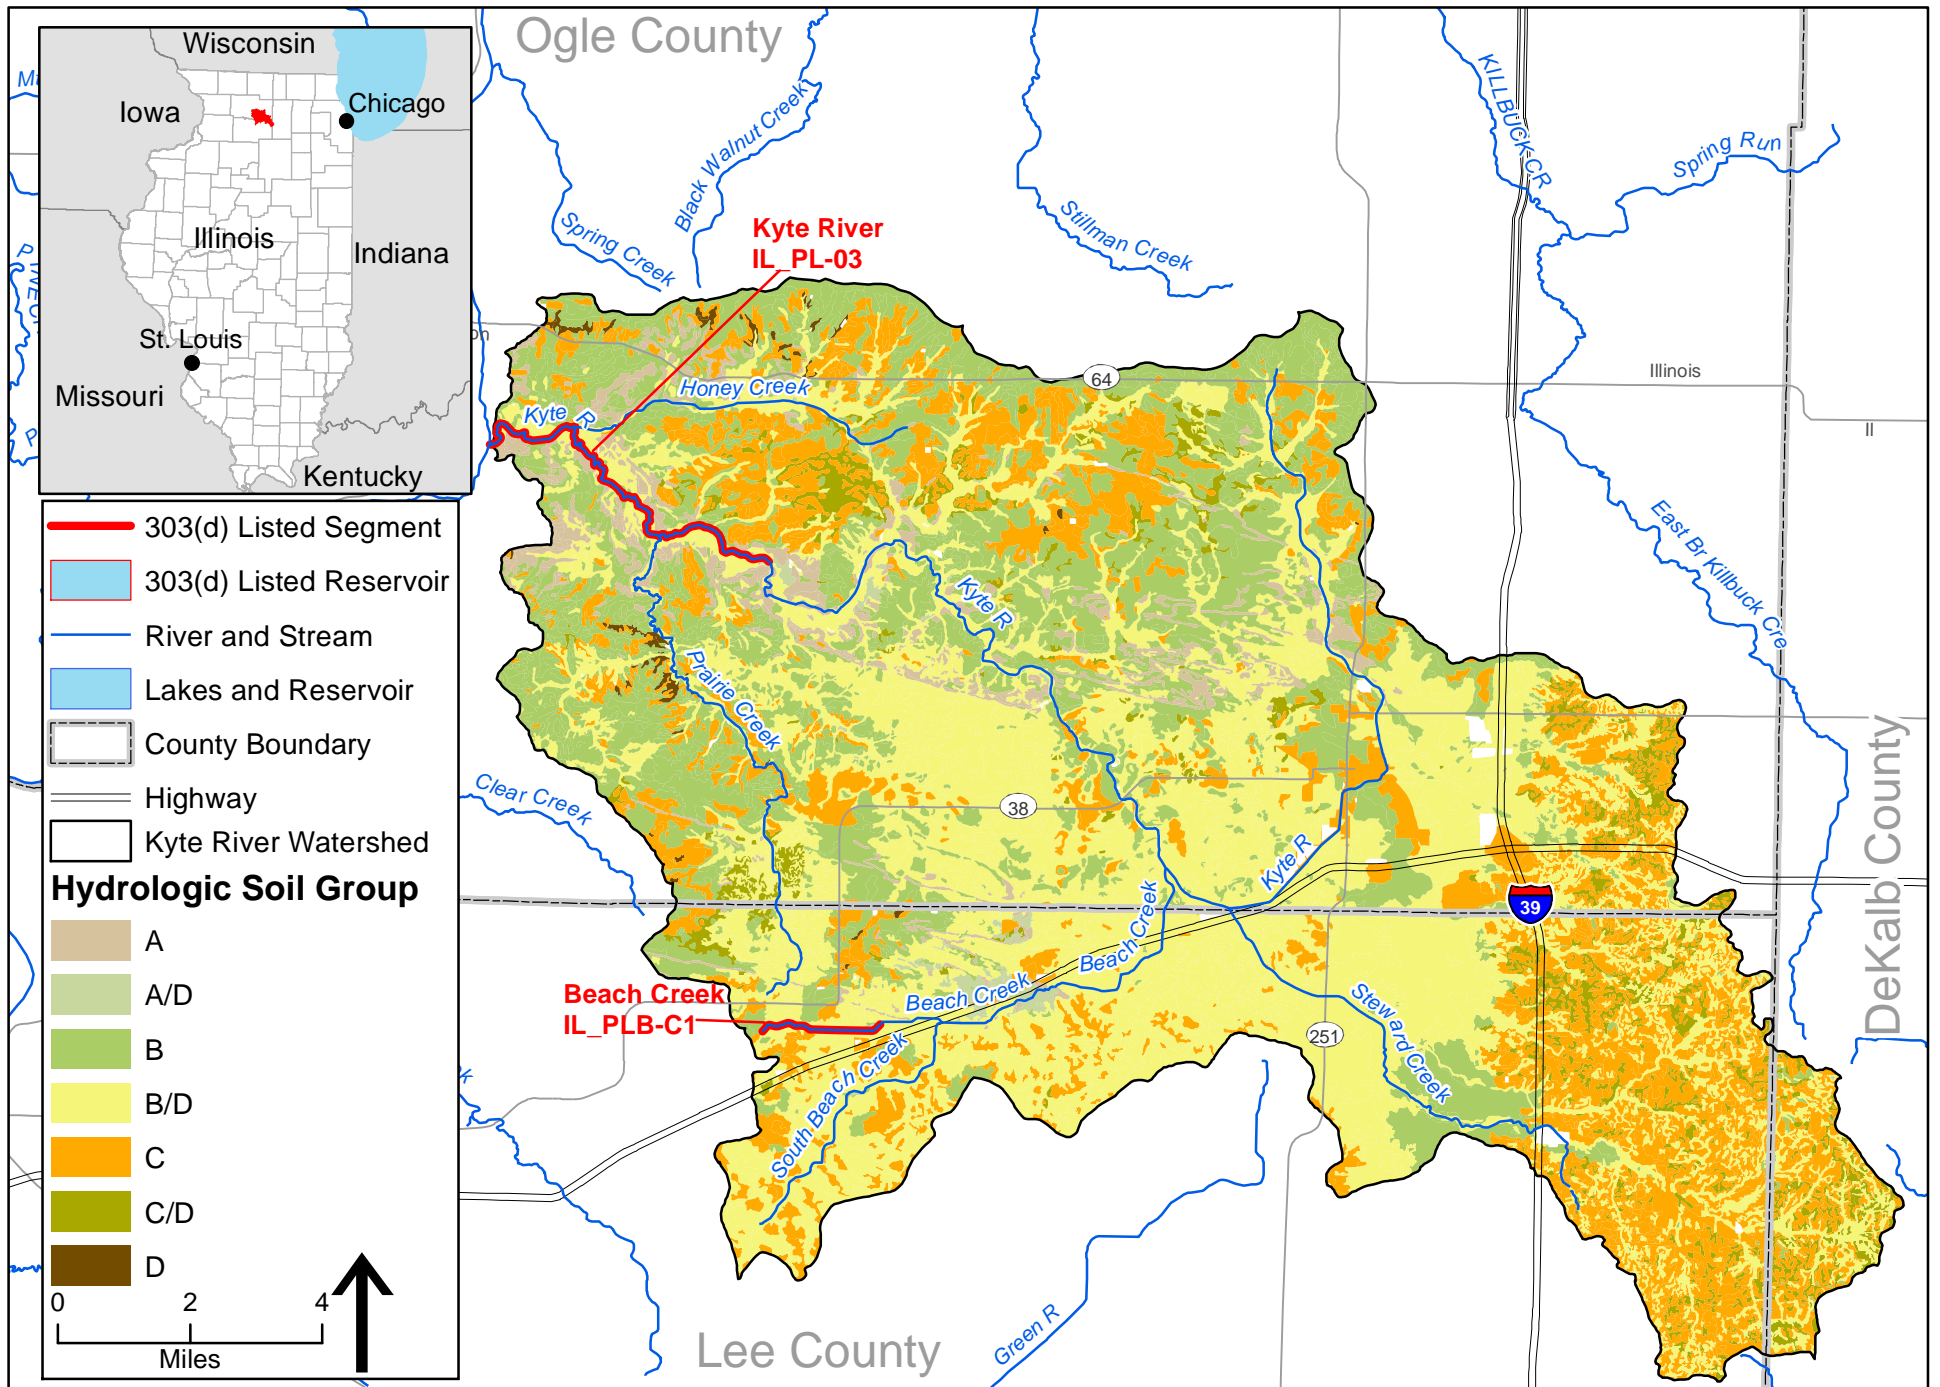 Ogle County
Wisconsin
Iowa
Chicago
Illinois
Indiana
St. Louis
Missouri
Kentucky
KILLBUCK CR
Spring Run
Black Walnut Creek
Spring Creek
Stillman Creek
Kyte River
IL_PL-03
64
Illinois
Il
Honey Creek
Kyte R
East Br Killbuck Cre
Kyte R
Prairie Creek
Clear Creek
38
Kyte R
39
DeKalb County
Beach Creek
Beach Creek
Beach Creek
IL_PLB-C1
South Beach Creek
Steward Creek
251
Green R
Lee County
303(d) Listed Segment
303(d) Listed Reservoir
River and Stream
Lakes and Reservoir
County Boundary
Highway
Kyte River Watershed
Hydrologic Soil Group
A
A/D
B
B/D
C
C/D
D
0 2 4
Miles